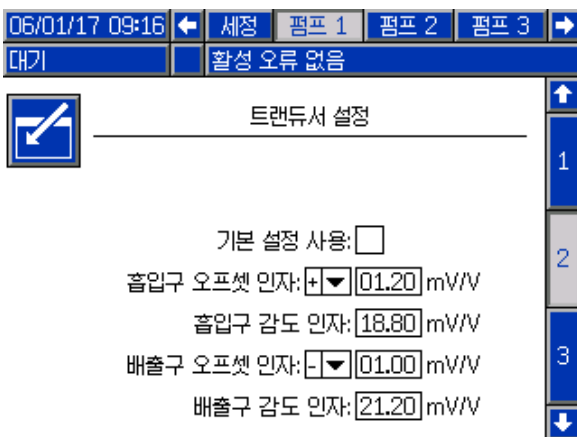 06/01/17 09:16 세정 펌프 1 펌프 2 펌프 3
대기 활성 오류 없음
트랜듀서 설정
1
기본 설정 사용:
2
흡입구 오프셋 인자: + 01.20 mV/V
흡입구 감도 인자: 18.80 mV/V
3
배출구 오프셋 인자: - 01.00 mV/V
배출구 감도 인자: 21.20 mV/V